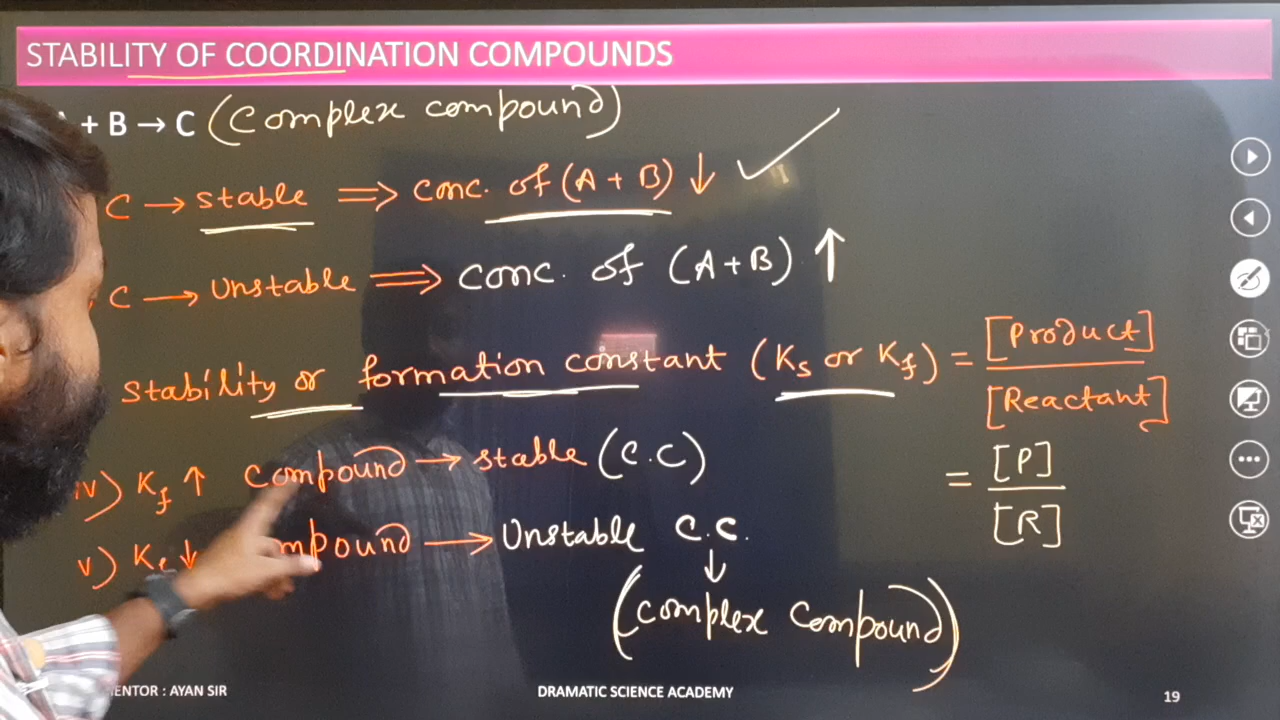 STABILITY OF COORDINATION COMPOUNDS
+ B → C (Complex compound)
C → stable ⇒ conc. of (A + B) ↓ ✓
C → Unstable ⇒ conc. of (A + B) ↑
Stability or formation constant (Ks or Kf) = [Product] / [Reactant]
iv) Kf ↑ Compound → stable (C.C) = [P] / [R]
v) Kf ↓ mpound → Unstable C.C.
↓
(Complex Compound)
MENTOR : AYAN SIR DRAMATIC SCIENCE ACADEMY 19